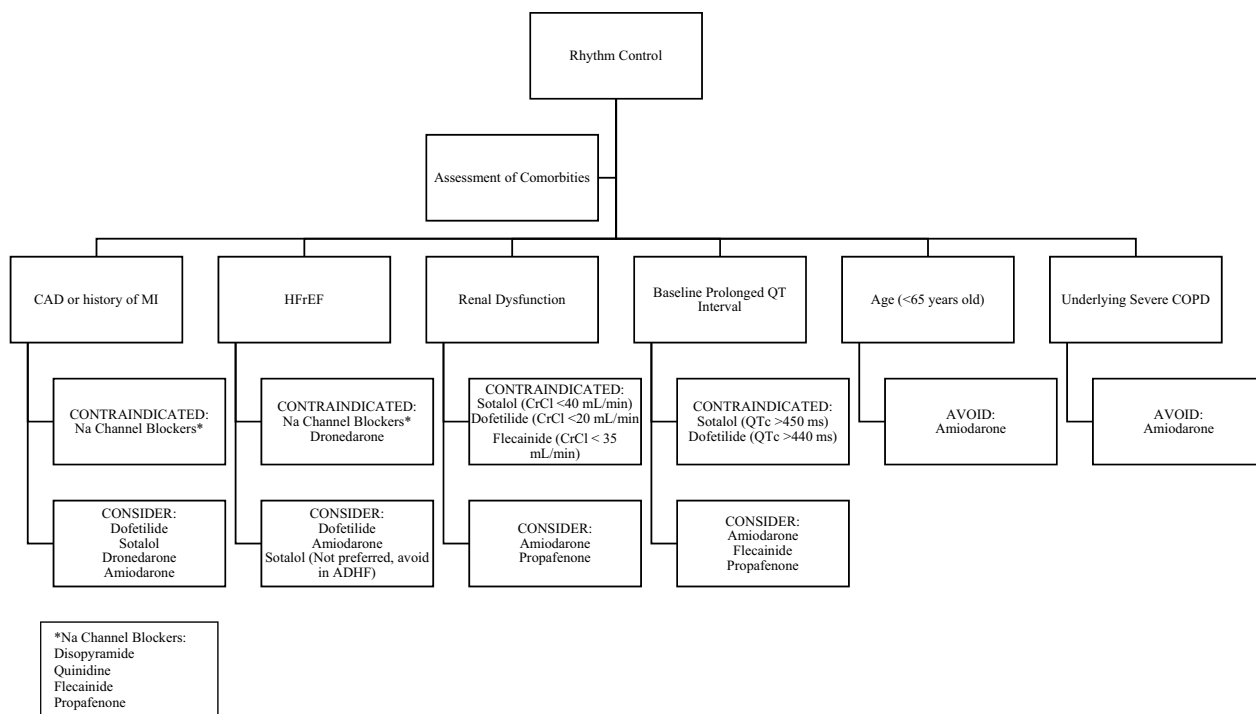 Rhythm Control
Assessment of Comorbities
CAD or history of MI
HFrEF
Renal Dysfunction
Baseline Prolonged QT
Interval
Age (<65 years old)
Underlying Severe COPD
CONTRAINDICATED:
Na Channel Blockers*
CONTRAINDICATED:
Na Channel Blockers*
Dronedarone
CONTRAINDICATED:
Sotalol (CrCl <40 mL/min)
Dofetilide (CrCl <20 mL/min
Flecainide (CrCl < 35
mL/min)
CONTRAINDICATED:
Sotalol (QTc >450 ms)
Dofetilide (QTc >440 ms)
AVOID:
Amiodarone
AVOID:
Amiodarone
CONSIDER:
Dofetilide
Sotalol
Dronedarone
Amiodarone
CONSIDER:
Dofetilide
Amiodarone
Sotalol (Not preferred, avoid
in ADHF)
CONSIDER:
Amiodarone
Propafenone
CONSIDER:
Amiodarone
Flecainide
Propafenone
*Na Channel Blockers:
Disopyramide
Quinidine
Flecainide
Propafenone